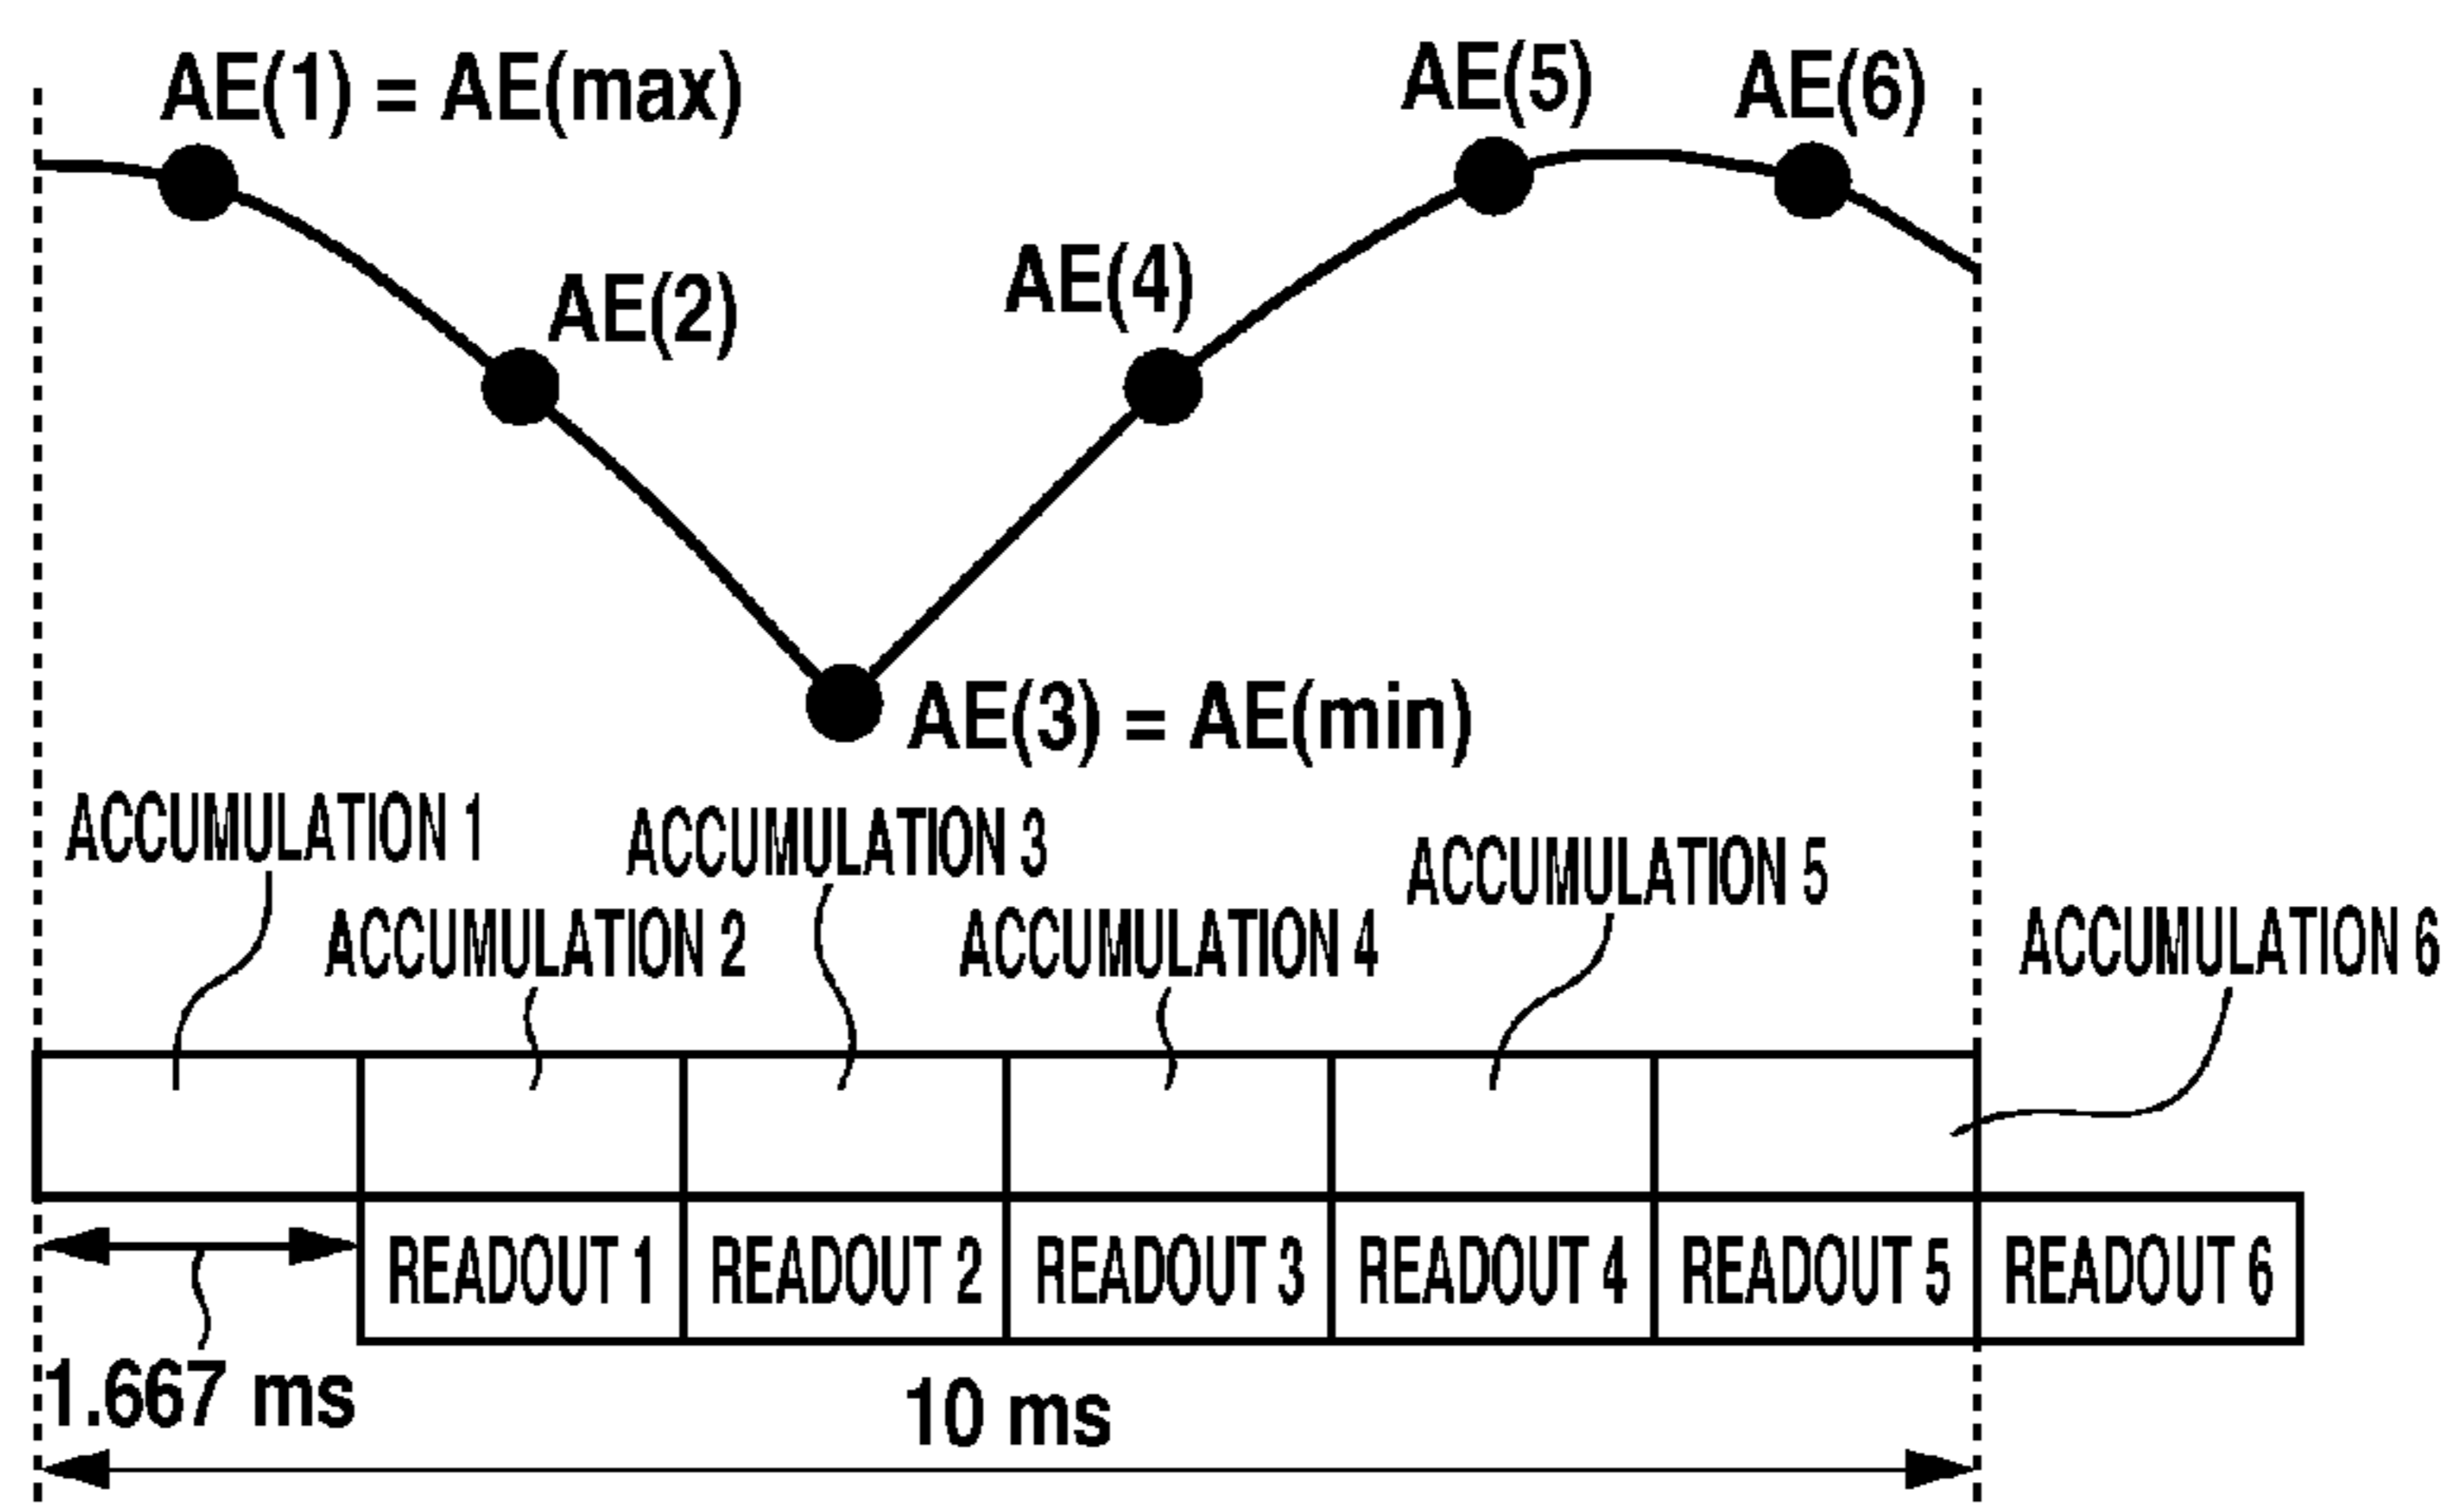 AE(1) = AE(max)
AE(5)
AE(6)
AE(2)
AE(4)
AE(3) = AE(min)
ACCUMULATION 1
ACCUMULATION 3
ACCUMULATION 5
ACCUMULATION 2
ACCUMULATION 4
ACCUMULATION 6
READOUT 1
READOUT 2
READOUT 3
READOUT 4
READOUT 5
READOUT 6
1.667 ms
10 ms